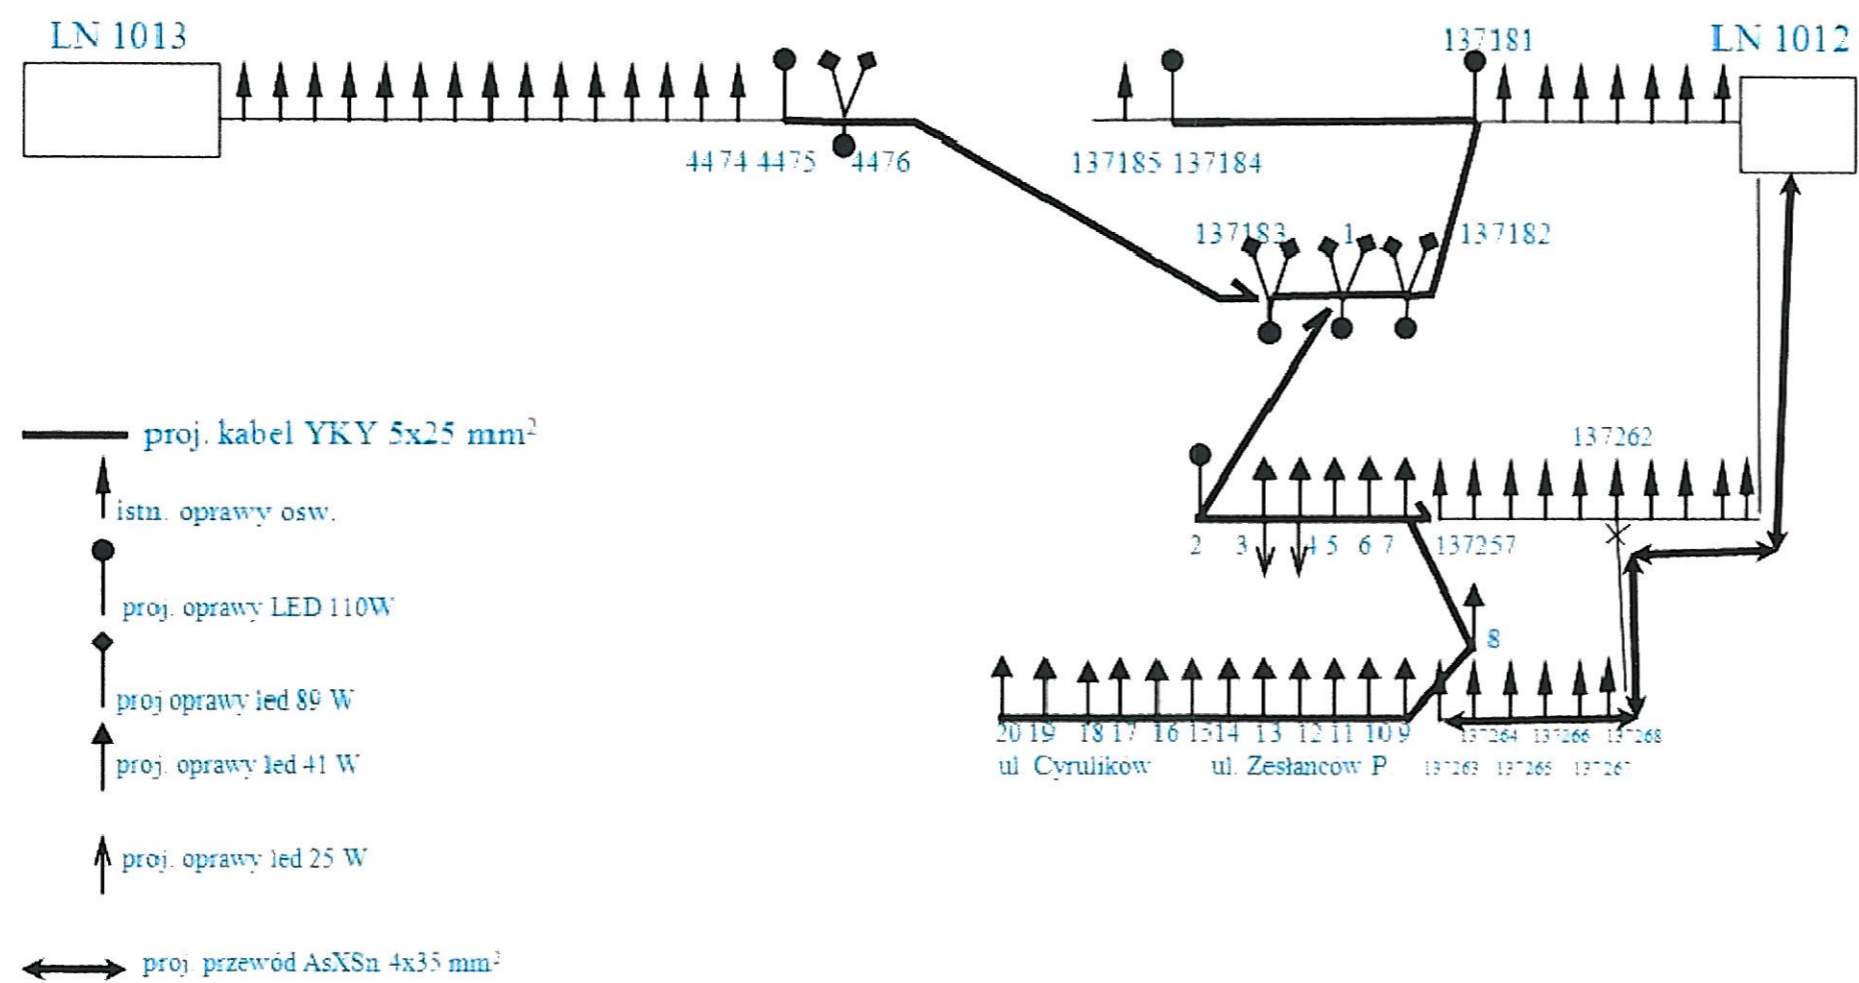 LN 1013
137181
LN 1012
4474 4475 4476
137185 137184
137183 1 137182
proj. kabel YKY 5x25 mm²
137262
istn. oprawy osw.
2 3 4 5 6 7 137257
proj. oprawy LED 110W
8
proj oprawy led 89 W
20 19 18 17 16 15 14 13 12 11 10 9 137264 137266 137268
proj. oprawy led 41 W
ul Cyrulików ul. Zesłancow P. 137263 137265 137267
proj. oprawy led 25 W
proj. przewód AsXSn 4x35 mm²